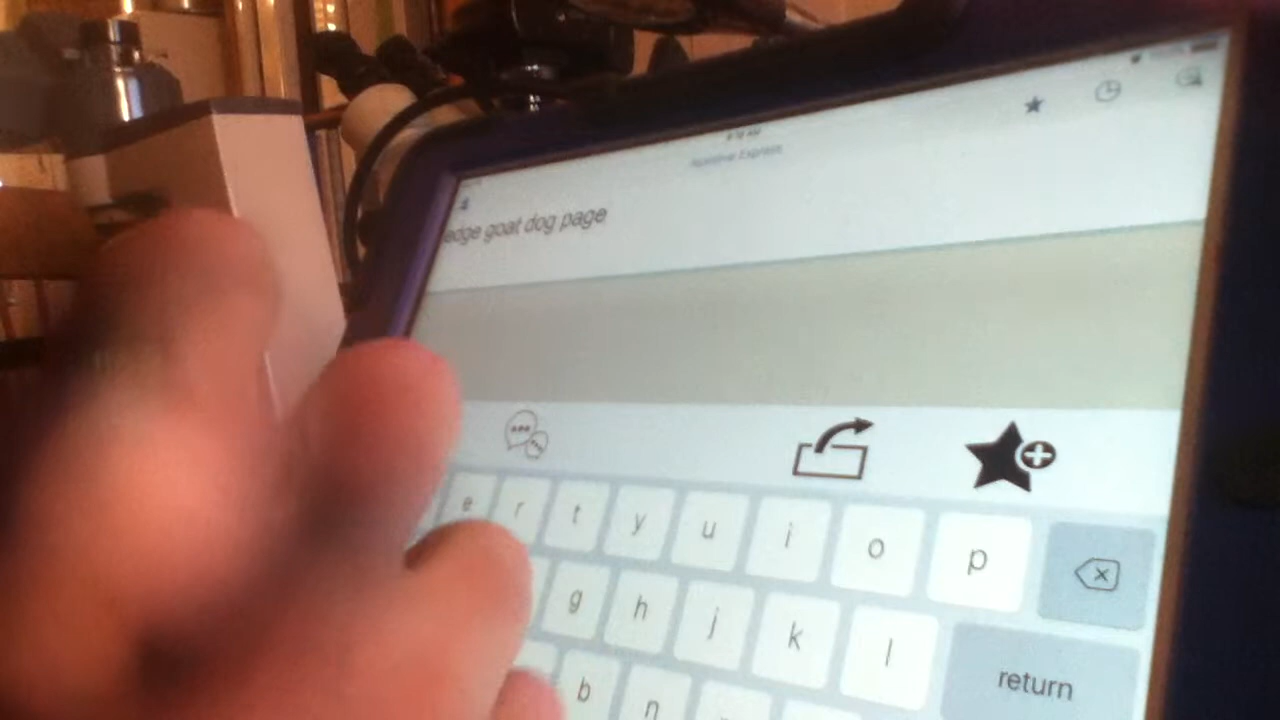 edge goat dog page
e r t y u i o p
g h j k l
return
b n